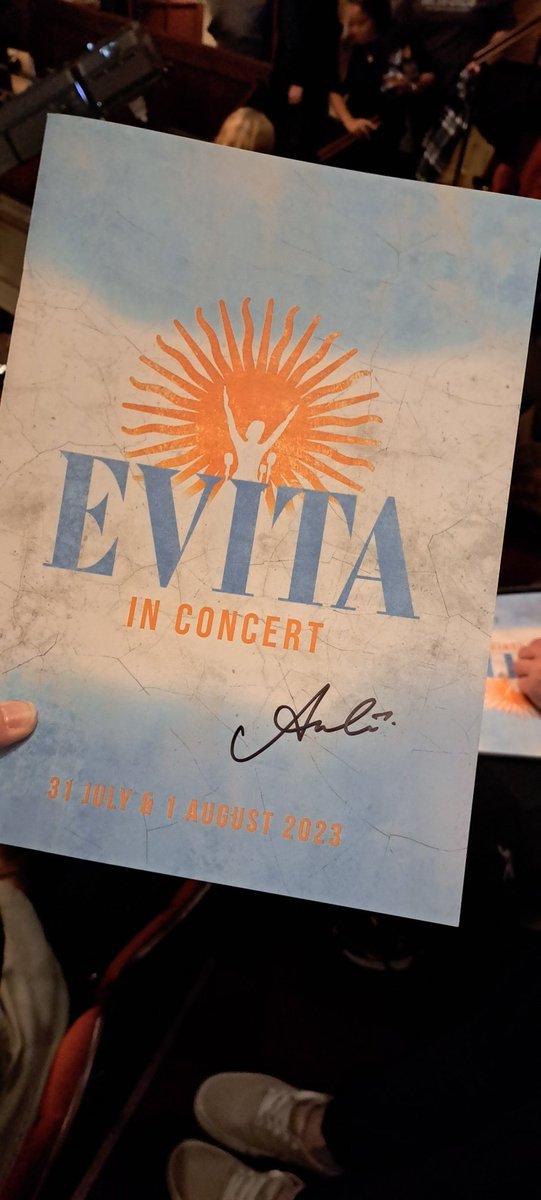 EVITA
IN CONCERT
31 JULY & 1 AUGUST 2023